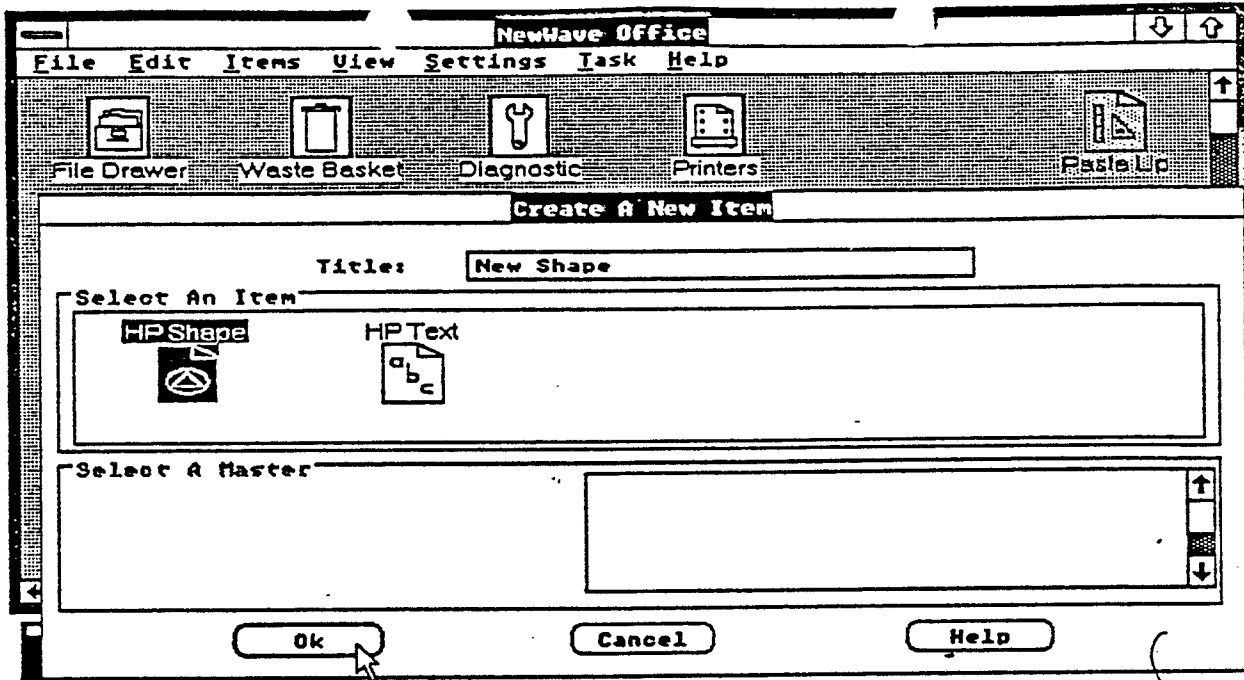 NewWave Office
File Edit Items View Settings Task Help
File Drawer Waste Basket Diagnostic Printers Paste Up
Create A New Item
Title: New Shape
Select An Item
HP Shape HP Text
abc
Select A Master
Ok Cancel Help